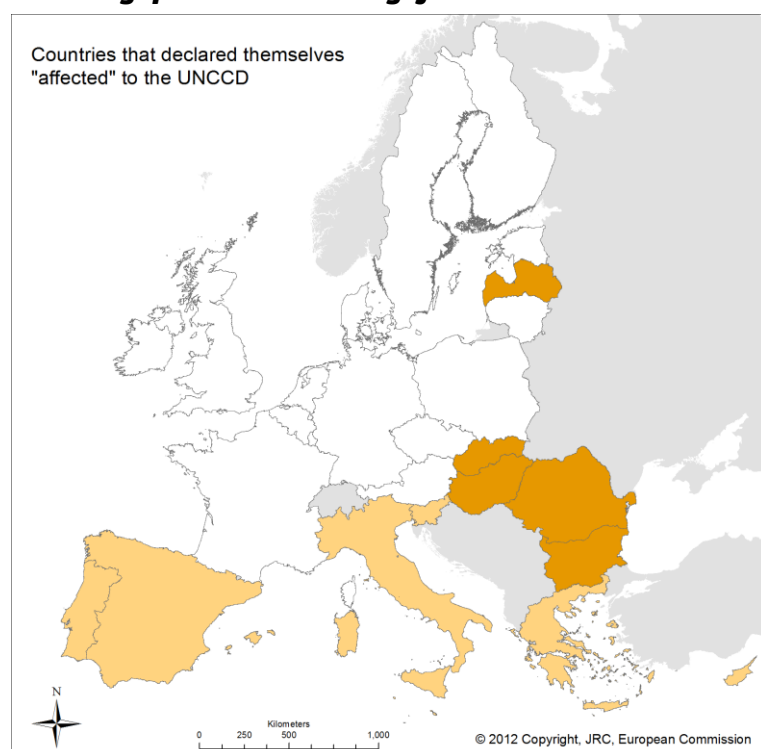 Countries that declared themselves
"affected" to the UNCCD
N
Kilometers
0 250 500 1,000
© 2012 Copyright, JRC, European Commission